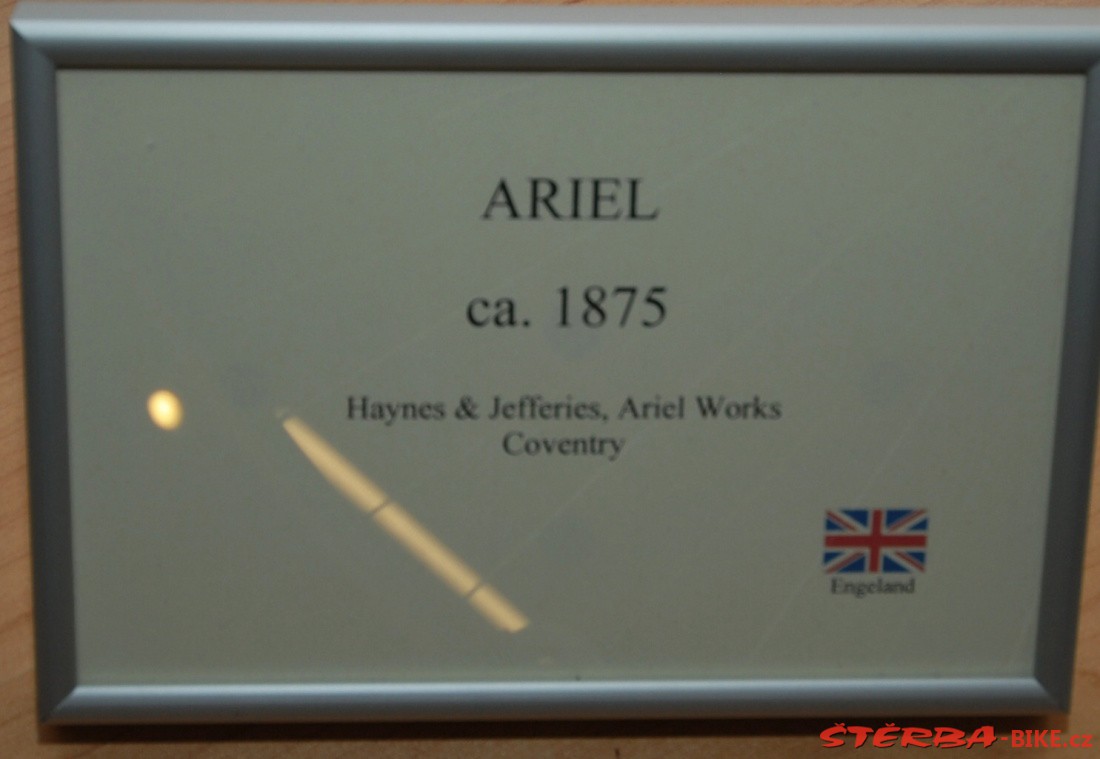 ARIEL
ca. 1875
Haynes & Jefferies, Ariel Works
Coventry
Engeland
ŠTĚRBA-BIKE.cz